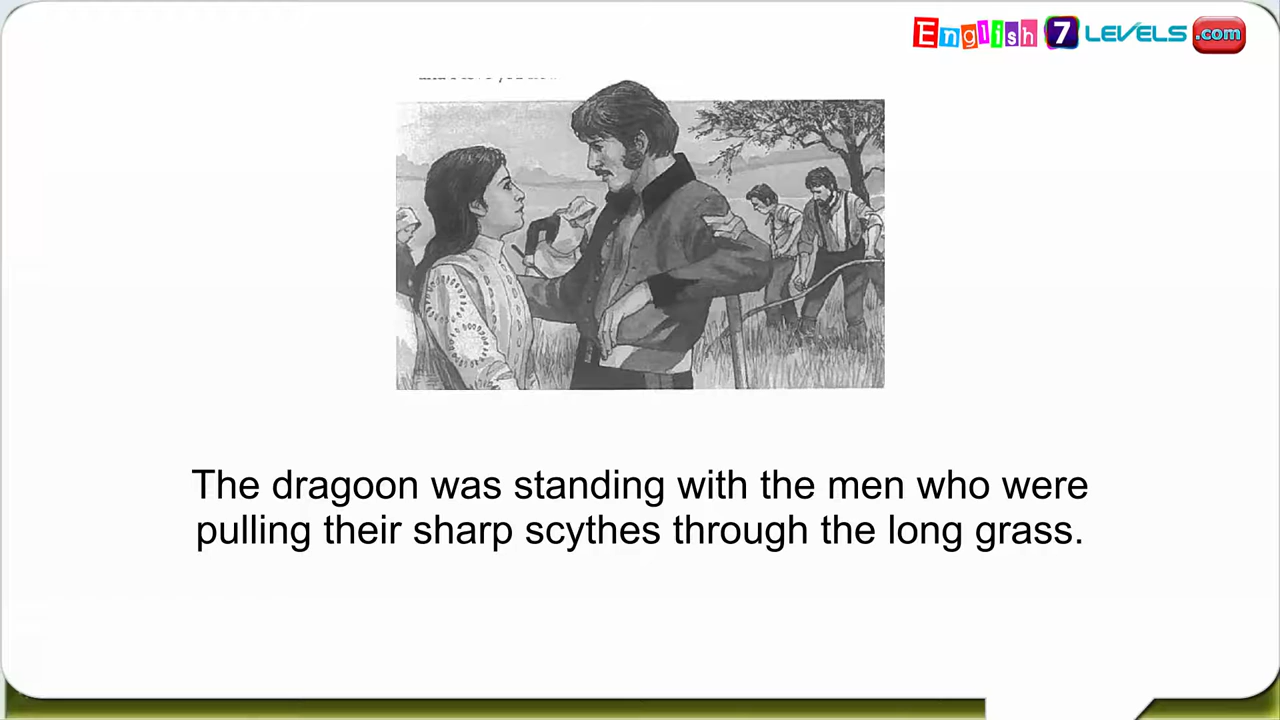 English 7 LEVELS .com
The dragoon was standing with the men who were
pulling their sharp scythes through the long grass.